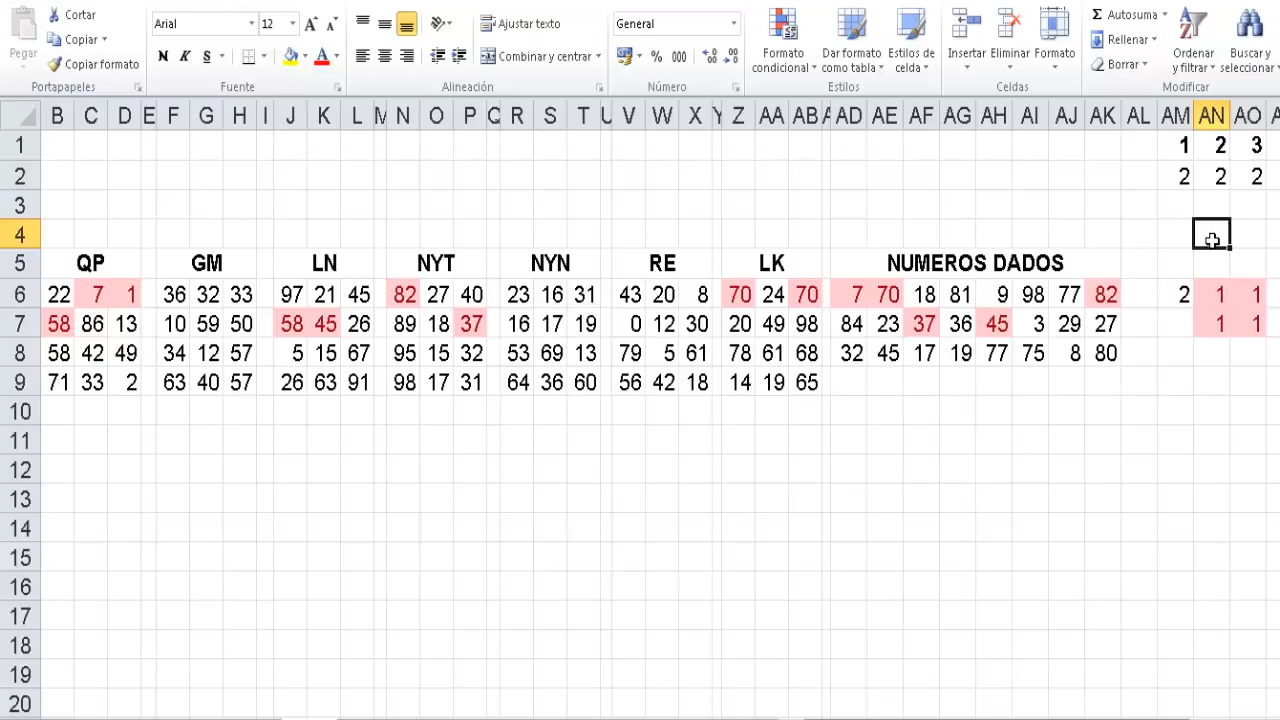 Cortar Arial 12 Ajustar texto General Autosuma
Pegar Copiar Rellenar
Copiar formato N K S Combinar y centrar % 000 Formato condicional Dar formato como tabla Estilos de celda Insertar Eliminar Formato Borrar Ordenar y filtrar Buscar y seleccionar
Portapapeles Fuente Alineación Número Estilos Celdas Modificar
B C D E F G H I J K L M N O P Q R S T U V W X Y Z AA AB AD AE AF AG AH AI AJ AK AL AM AN AO
1 1 2 3
2 2 2 2
3
4
5 QP GM LN NYT NYN RE LK NUMEROS DADOS
6 22 7 1 36 32 33 97 21 45 82 27 40 23 16 31 43 20 8 70 24 70 7 70 18 81 9 98 77 82 2 1 1
7 58 86 13 10 59 50 58 45 26 89 18 37 16 17 19 0 12 30 20 49 98 84 23 37 36 45 3 29 27 1 1
8 58 42 49 34 12 57 5 15 67 95 15 32 53 69 13 79 5 61 78 61 68 32 45 17 19 77 75 8 80
9 71 33 2 63 40 57 26 63 91 98 17 31 64 36 60 56 42 18 14 19 65
10
11
12
13
14
15
16
17
18
19
20